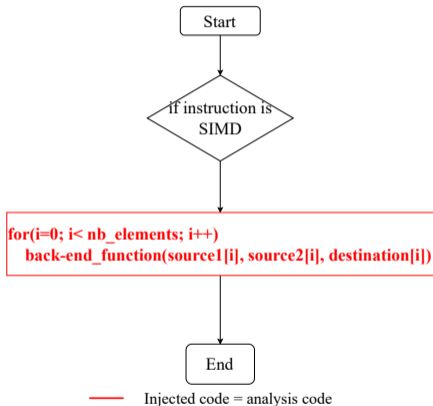 Start
if instruction is
SIMD
for(i=0; i< nb_elements; i++)
back-end_function(source1[i], source2[i], destination[i])
End
Injected code = analysis code